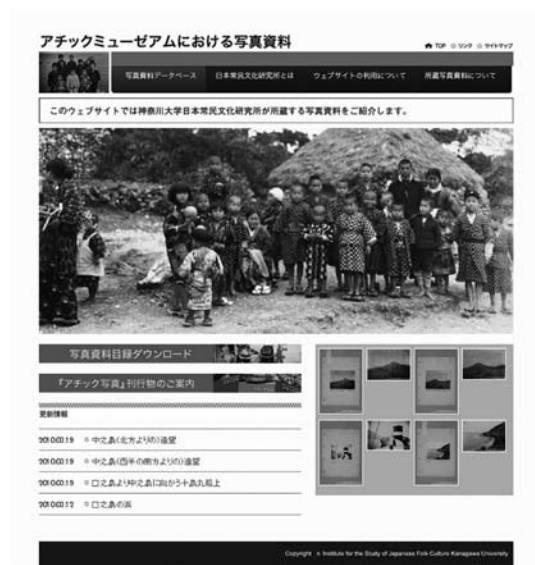 アチックミューゼアムにおける写真資料
TOP リンク サイトマップ
写真資料データベース 日本常民文化研究所とは ウェブサイトの利用について 所蔵写真資料について
このウェブサイトでは神奈川大学日本常民文化研究所が所蔵する写真資料をご紹介します。
写真資料目録ダウンロード
『アチック写真』刊行物のご案内
更新情報
2010.03.19 中之島(北方よりの)遠望
2010.03.19 中之島(西半の南方よりの)遠望
2010.03.19 口之島より中之島に向かう十島丸船上
2010.03.12 口之島の浜
Copyright © Institute for the Study of Japanese Folk Culture Kanagawa University